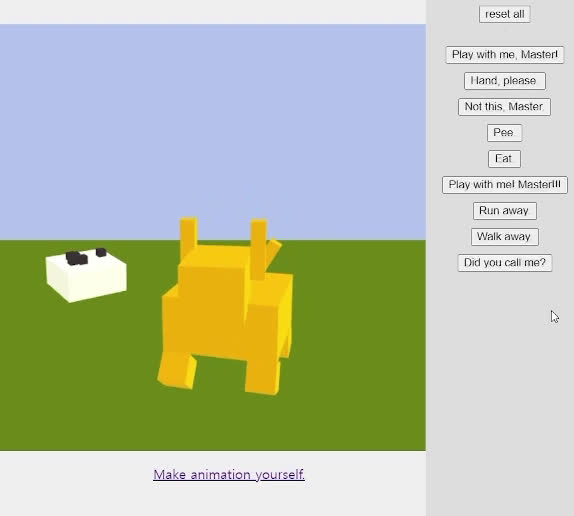 reset all
Play with me, Master!
Hand, please.
Not this, Master.
Pee.
Eat.
Play with me! Master!!!
Run away.
Walk away.
Did you call me?
Make animation yourself.